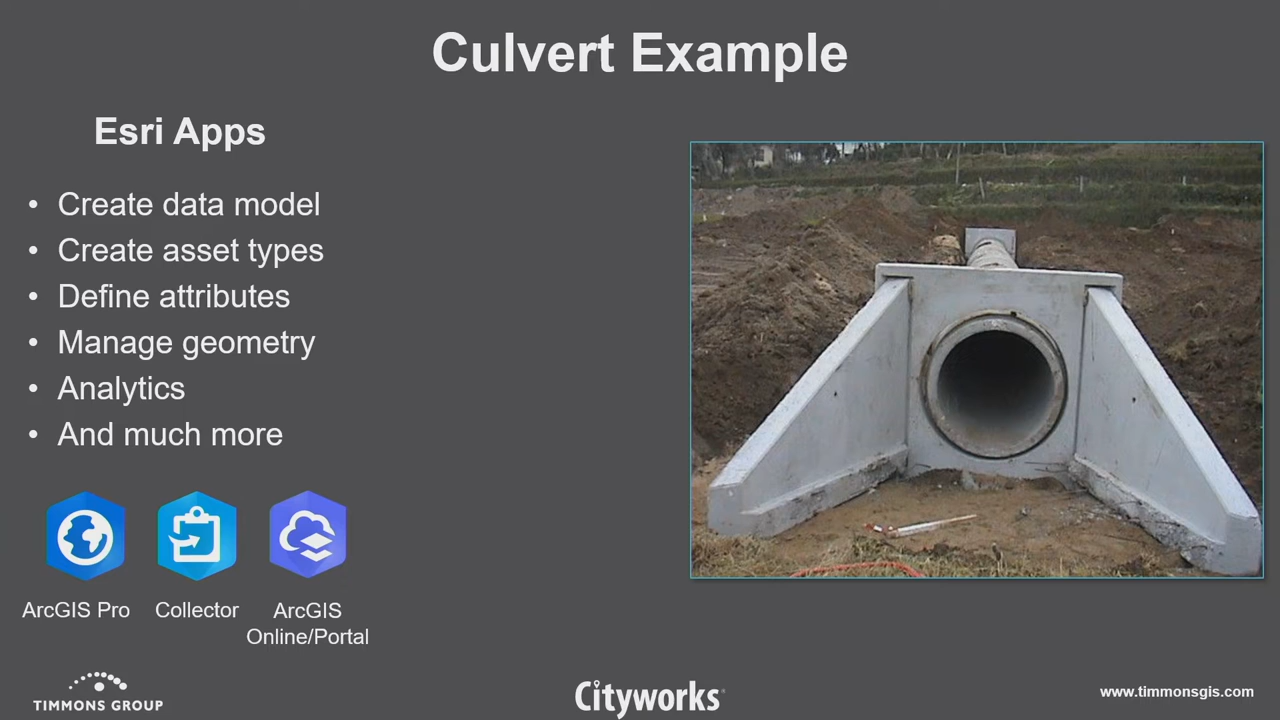 Culvert Example
Esri Apps
• Create data model
• Create asset types
• Define attributes
• Manage geometry
• Analytics
• And much more
ArcGIS Pro
Collector
ArcGIS
Online/Portal
TIMMONS GROUP
Cityworks
www.timmonsgis.com